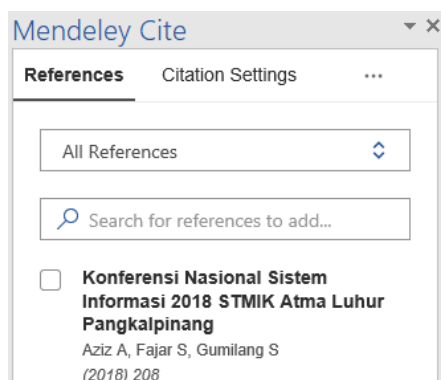 Mendeley Cite
References Citation Settings ...
All References
Search for references to add...
Konferensi Nasional Sistem
Informasi 2018 STMIK Atma Luhur
Pangkalpinang
Aziz A, Fajar S, Gumilang S
(2018) 208